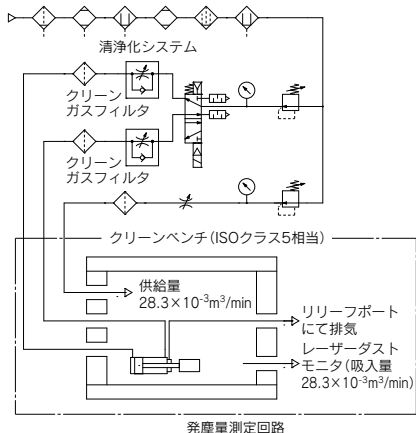 清浄化システム
クリーン
ガスフィルタ
クリーン
ガスフィルタ
クリーンベンチ(ISOクラス5相当)
供給量
28.3×10⁻³m³/min
リリーフポート
にて排気
レーザーダスト
モニタ(吸入量
28.3×10⁻³m³/min)
発塵量測定回路